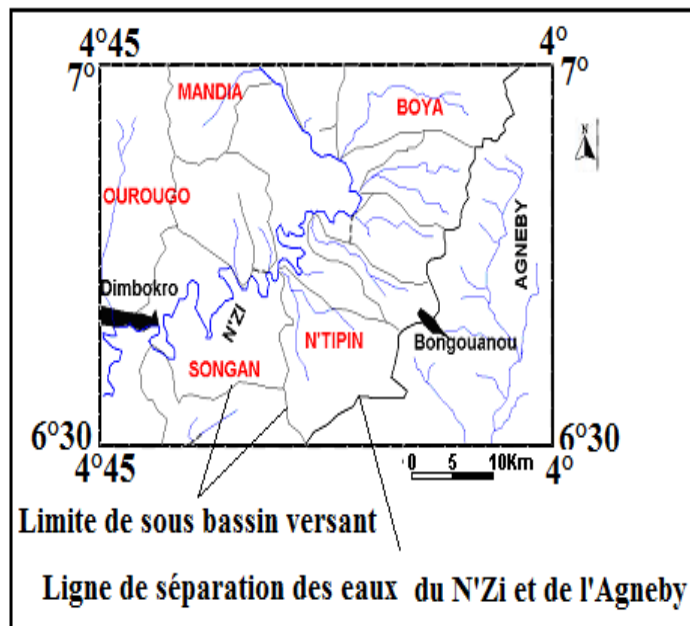 4°45 4°
7° 7°
MANDIA
BOYA
N
OUROUGO
AGNEBY
Dimbokro
N'ZI
Bongouanou
N'TIPIN
SONGAN
6°30 6°30
4°45 4°
0 5 10Km
Limite de sous bassin versant
Ligne de séparation des eaux du N'Zi et de l'Agneby